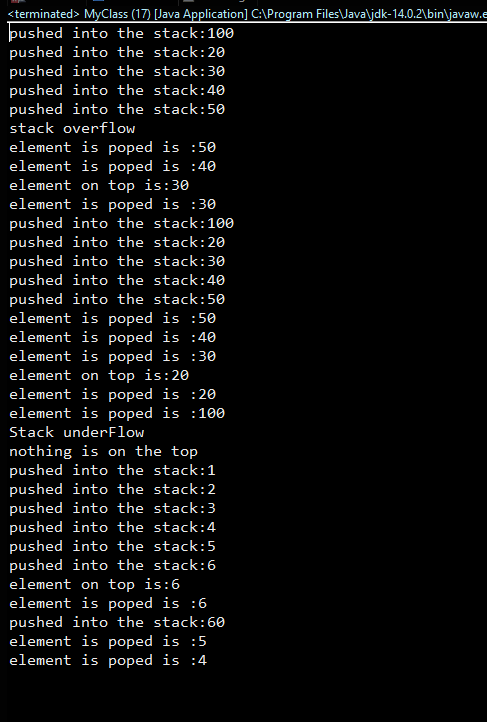 <terminated> MyClass (17) [Java Application] C:\Program Files\Java\jdk-14.0.2\bin\javaw.e
pushed into the stack:100
pushed into the stack:20
pushed into the stack:30
pushed into the stack:40
pushed into the stack:50
stack overflow
element is poped is :50
element is poped is :40
element on top is:30
element is poped is :30
pushed into the stack:100
pushed into the stack:20
pushed into the stack:30
pushed into the stack:40
pushed into the stack:50
element is poped is :50
element is poped is :40
element is poped is :30
element on top is:20
element is poped is :20
element is poped is :100
Stack underFlow
nothing is on the top
pushed into the stack:1
pushed into the stack:2
pushed into the stack:3
pushed into the stack:4
pushed into the stack:5
pushed into the stack:6
element on top is:6
element is poped is :6
pushed into the stack:60
element is poped is :5
element is poped is :4